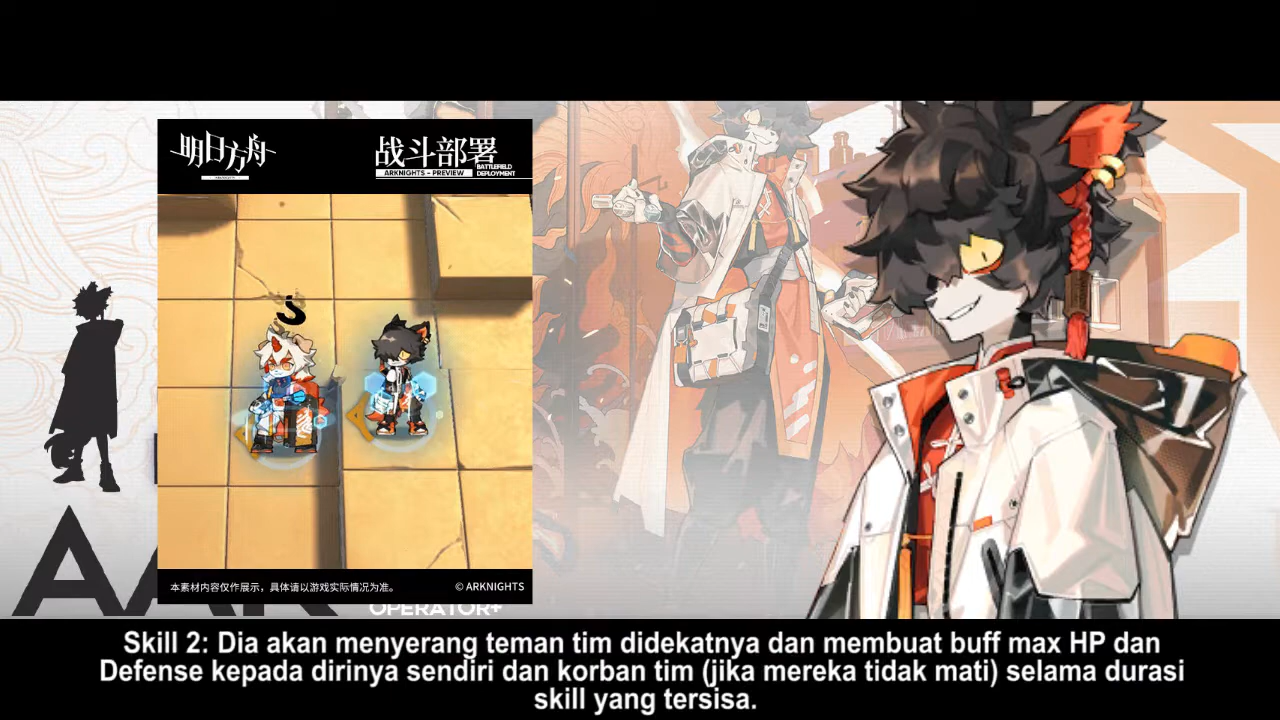 明日方舟
ARKNIGHTS
战斗部署
ARKNIGHTS - PREVIEW
BATTLEFIELD
DEPLOYMENT
本素材内容仅作展示，具体请以游戏实际情况为准。
© ARKNIGHTS
OPERATOR+
Skill 2: Dia akan menyerang teman tim didekatnya dan membuat buff max HP dan
Defense kepada dirinya sendiri dan korban tim (jika mereka tidak mati) selama durasi
skill yang tersisa.